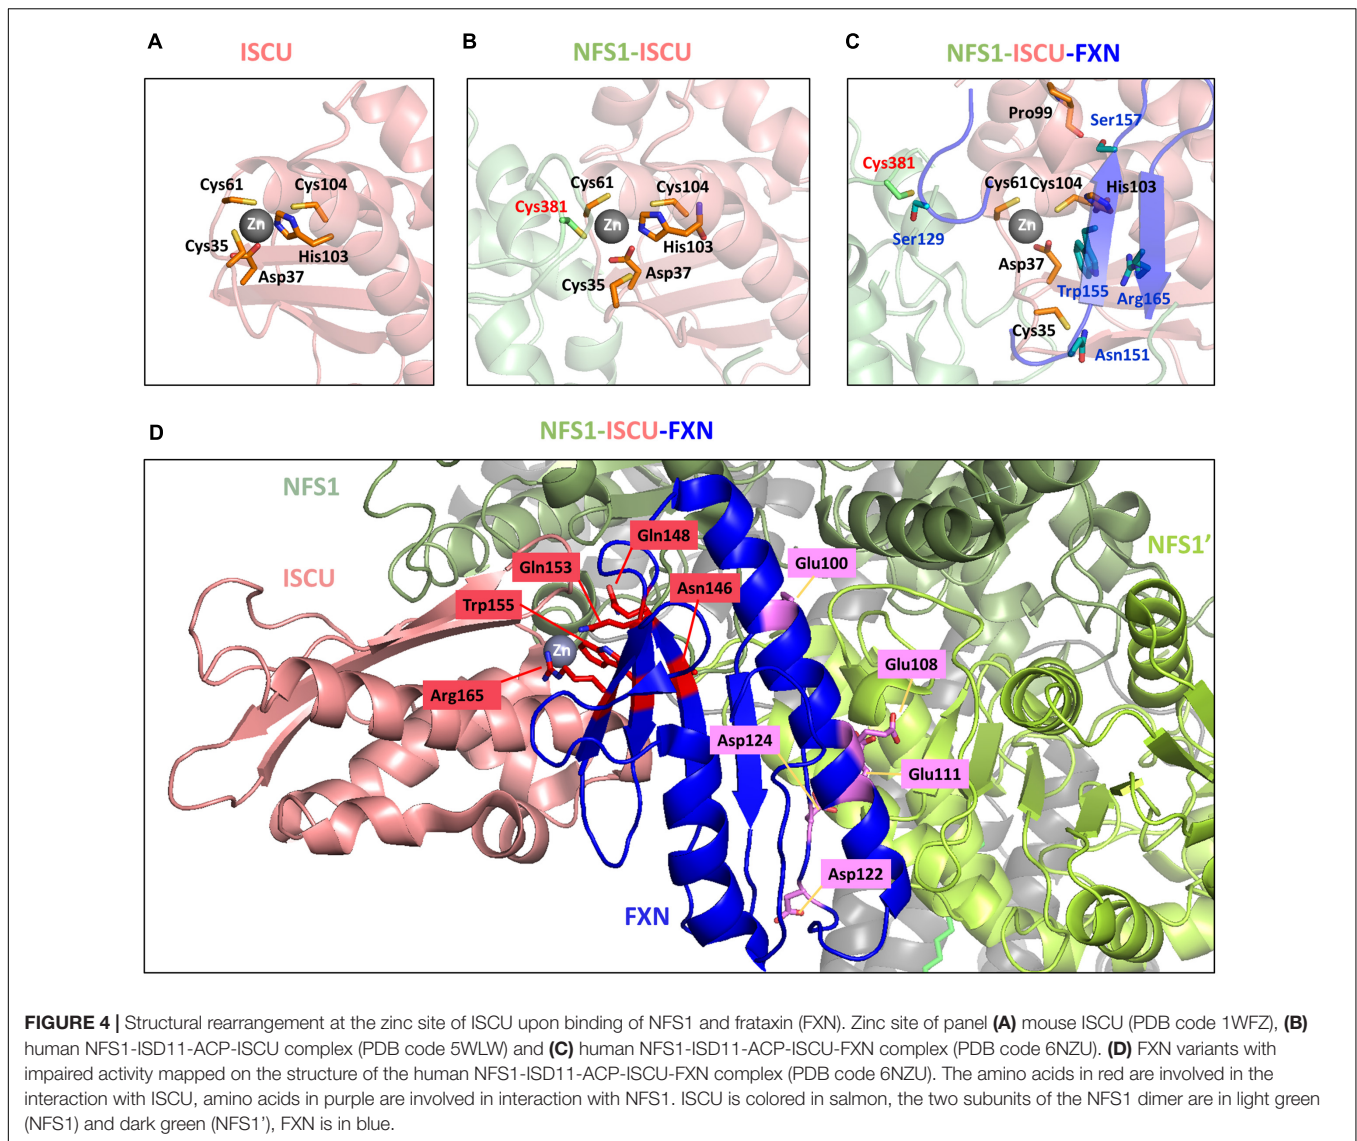 A
ISCU
Cys61
Cys104
Zn
Cys35
His103
Asp37
B
NFS1-ISCU
Cys61
Cys104
Cys381
Zn
His103
Asp37
Cys35
C
NFS1-ISCU-FXN
Pro99
Ser157
Cys381
Cys61
Cys104
His103
Zn
Ser129
Asp37
Trp155
Arg165
Cys35
Asn151
D
NFS1-ISCU-FXN
NFS1
Gln148
NFS1’
Gln153
Glu100
ISCU
Asn146
Trp155
Zn
Glu108
Arg165
Asp124
Glu111
Asp122
FXN
FIGURE 4 | Structural rearrangement at the zinc site of ISCU upon binding of NFS1 and frataxin (FXN). Zinc site of panel (A) mouse ISCU (PDB code 1WFZ), (B)
human NFS1-ISD11-ACP-ISCU complex (PDB code 5WLW) and (C) human NFS1-ISD11-ACP-ISCU-FXN complex (PDB code 6NZU). (D) FXN variants with
impaired activity mapped on the structure of the human NFS1-ISD11-ACP-ISCU-FXN complex (PDB code 6NZU). The amino acids in red are involved in the
interaction with ISCU, amino acids in purple are involved in interaction with NFS1. ISCU is colored in salmon, the two subunits of the NFS1 dimer are in light green
(NFS1) and dark green (NFS1’), FXN is in blue.